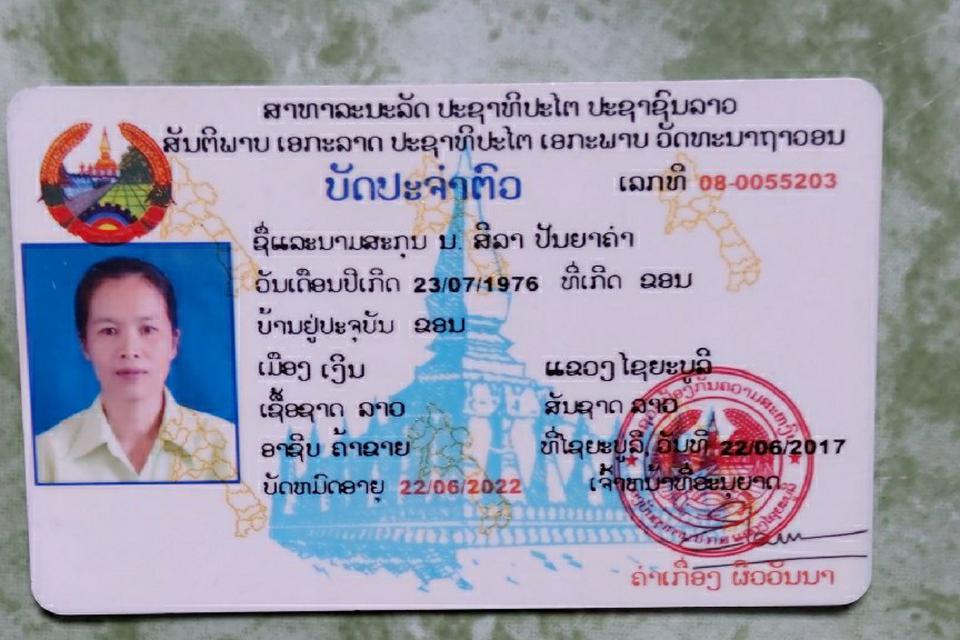 ສາທາລະນະລັດ ປະຊາທິປະໄຕ ປະຊາຊົນລາວ
ສັນຕິພາບ ເອກະລາດ ປະຊາທິປະໄຕ ເອກະພາບ ວັດທະນາຖາວອນ
ບັດປະຈຳຕົວ ເລກທີ 08-0055203
ຊື່ແລະນາມສະກຸນ ນ. ສີລາ ປັນຍາຄຳ
ວັນເດືອນປີເກີດ 23/07/1976 ທີ່ເກີດ ຂອນ
ບ້ານຢູ່ປະຈຸບັນ ຂອນ
ເມືອງ ເງິນ ແຂວງ ໄຊຍະບູລີ
ເຊື້ອຊາດ ລາວ ສັນຊາດ ລາວ
ອາຊີບ ຄ້າຂາຍ ທີ່ໄຊຍະບູລີ, ວັນທີ 22/06/2017
ບັດຫມົດອາຍຸ 22/06/2022 ເຈົ້າຫນ້າທີ່ອະນຸຍາດ
ຄຳເກື່ອງ ຜິວວັນນາ